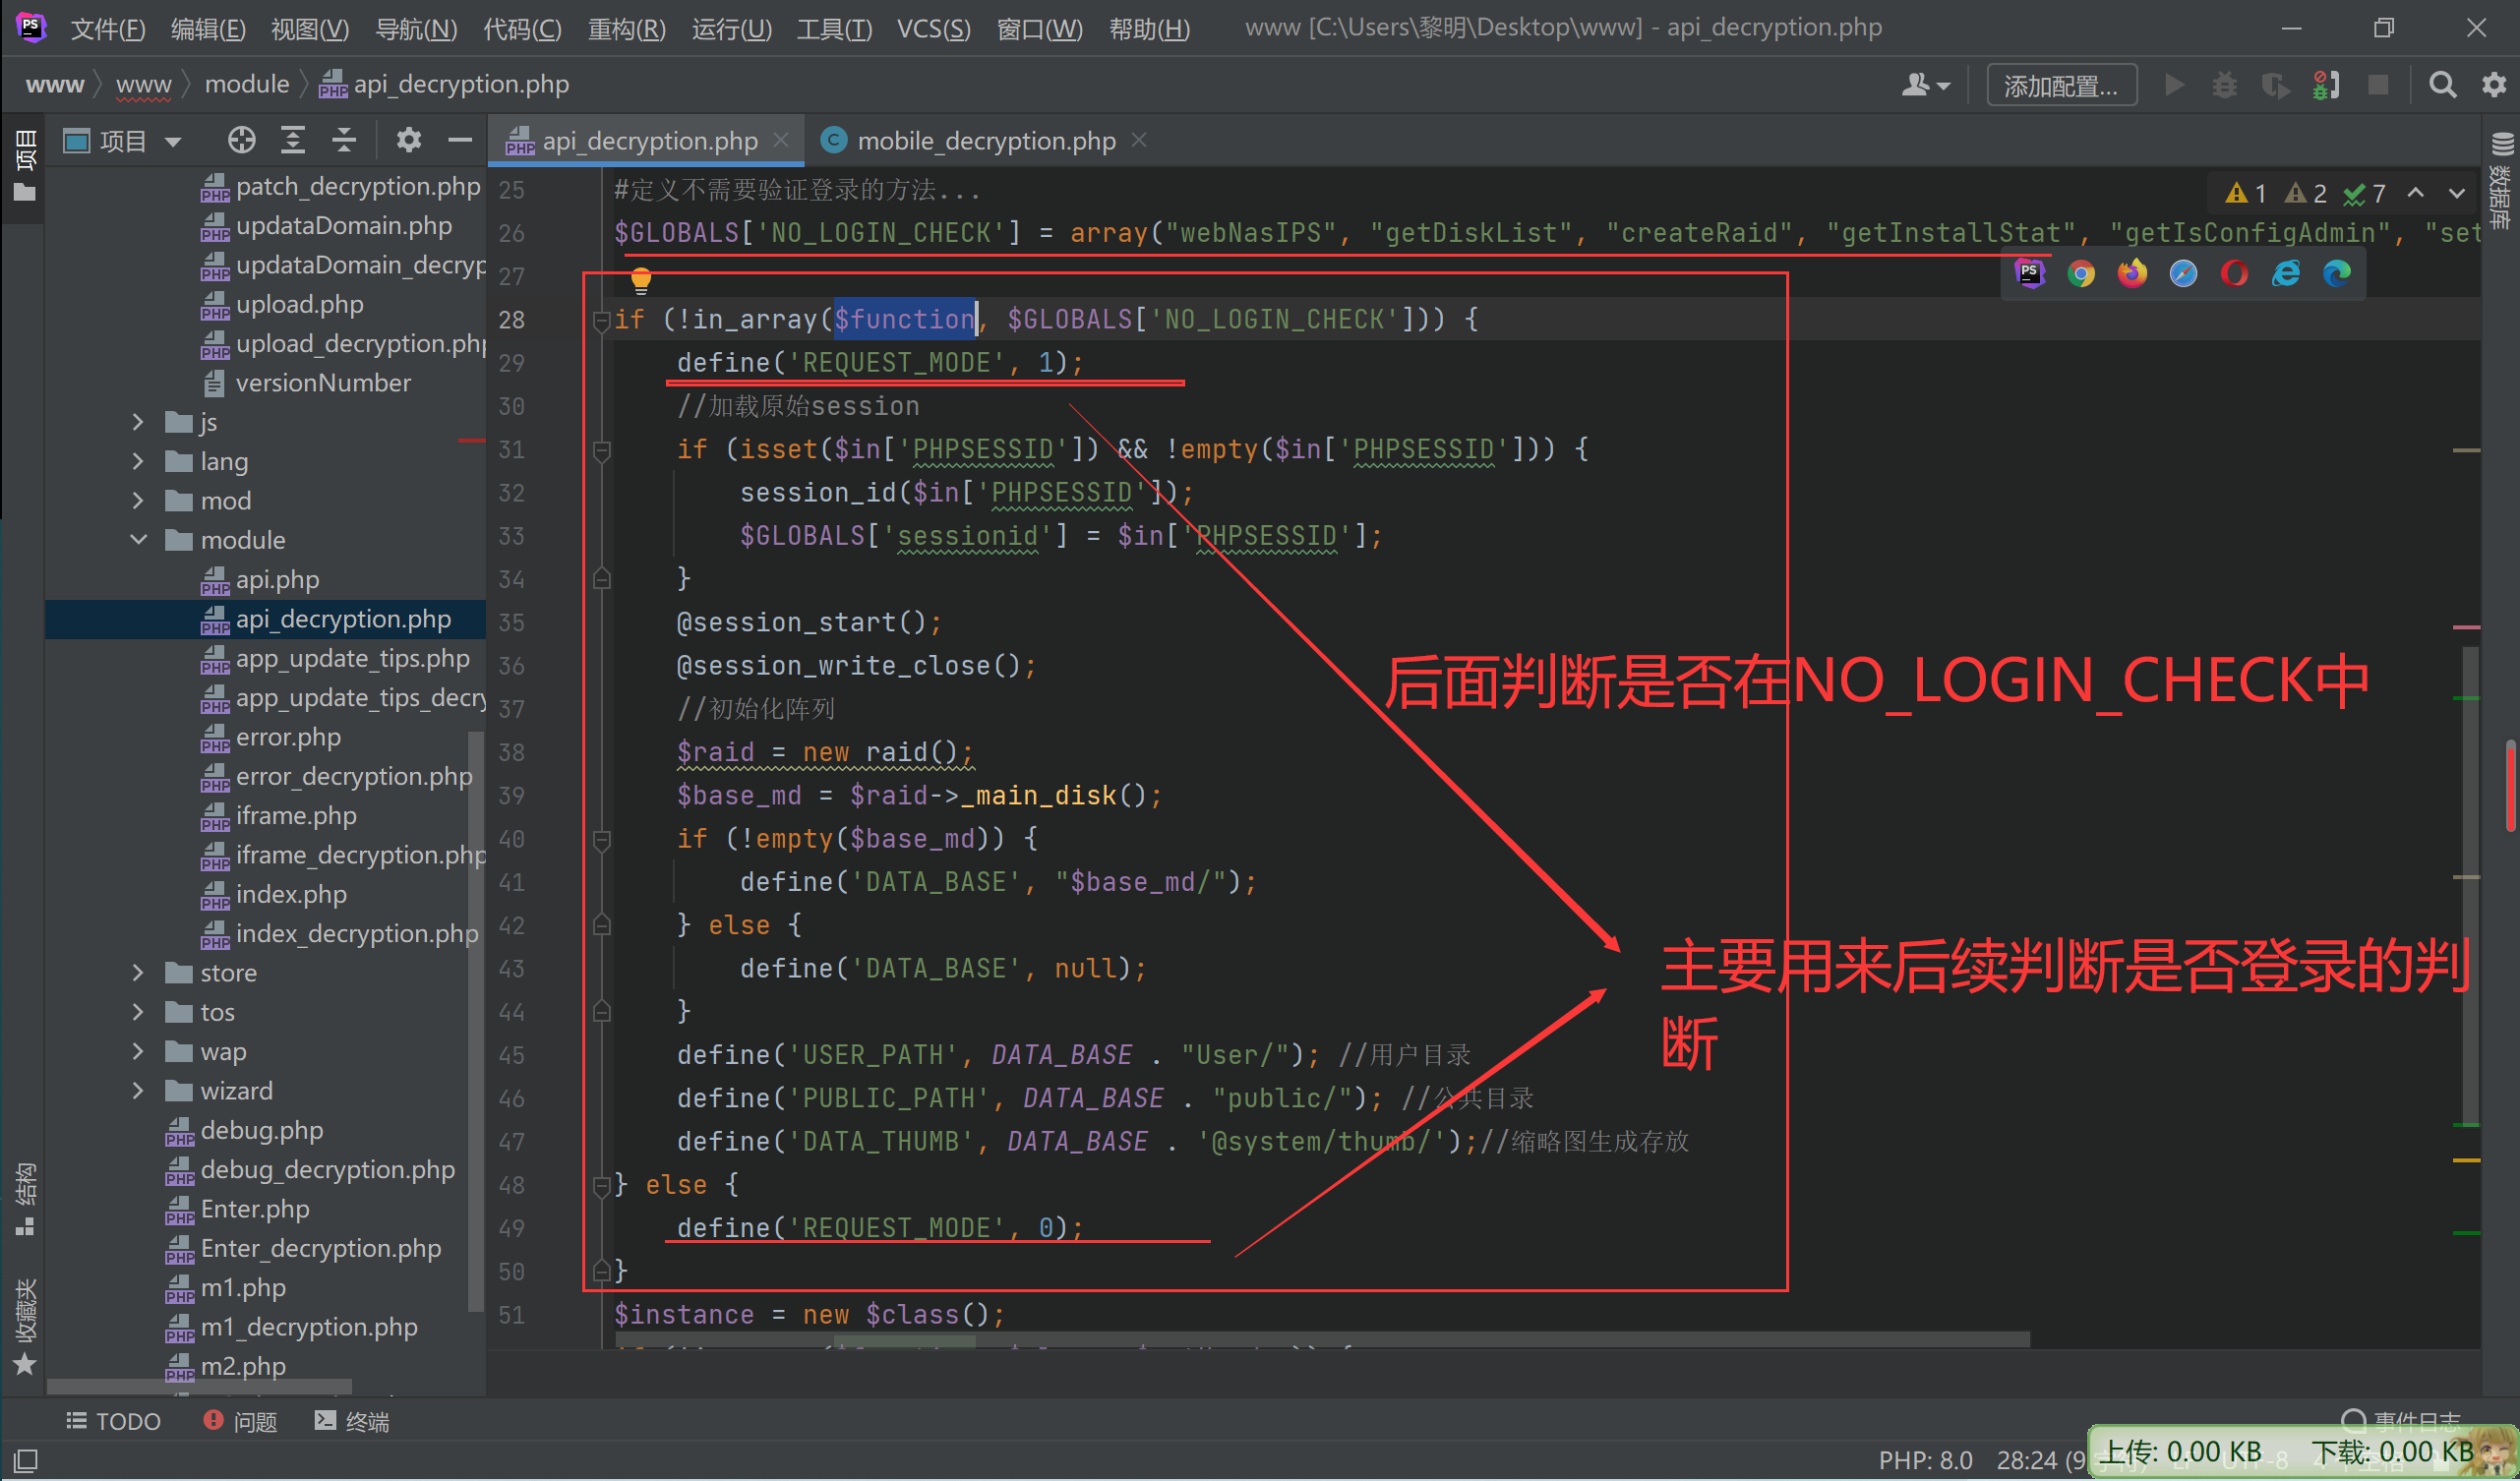 文件(F) 编辑(E) 视图(V) 导航(N) 代码(C) 重构(R) 运行(U) 工具(T) VCS(S) 窗口(W) 帮助(H) www [C:\Users\黎明\Desktop\www] - api_decryption.php
www www module api_decryption.php 添加配置...
项目
项目
api_decryption.php
mobile_decryption.php
数据库
patch_decryption.php
updataDomain.php
updataDomain_decryp
upload.php
upload_decryption.php
versionNumber
js
lang
mod
module
api.php
api_decryption.php
app_update_tips.php
app_update_tips_decry
error.php
error_decryption.php
iframe.php
iframe_decryption.php
index.php
index_decryption.php
store
tos
wap
wizard
debug.php
debug_decryption.php
Enter.php
Enter_decryption.php
m1.php
m1_decryption.php
m2.php
结构
收藏夹
1 2 7
25 #定义不需要验证登录的方法...
26 $GLOBALS['NO_LOGIN_CHECK'] = array("webNasIPS", "getDiskList", "createRaid", "getInstallStat", "getIsConfigAdmin", "set
27
28 if (!in_array($function, $GLOBALS['NO_LOGIN_CHECK'])) {
29 define('REQUEST_MODE', 1);
30 //加载原始session
31 if (isset($in['PHPSESSID']) && !empty($in['PHPSESSID'])) {
32 session_id($in['PHPSESSID']);
33 $GLOBALS['sessionid'] = $in['PHPSESSID'];
34 }
35 @session_start();
36 @session_write_close();
37 //初始化阵列
38 $raid = new raid();
39 $base_md = $raid->_main_disk();
40 if (!empty($base_md)) {
41 define('DATA_BASE', "$base_md/");
42 } else {
43 define('DATA_BASE', null);
44 }
45 define('USER_PATH', DATA_BASE . "User/"); //用户目录
46 define('PUBLIC_PATH', DATA_BASE . "public/"); //公共目录
47 define('DATA_THUMB', DATA_BASE . '@system/thumb/');//缩略图生成存放
48 } else {
49 define('REQUEST_MODE', 0);
50 }
51 $instance = new $class();
后面判断是否在NO_LOGIN_CHECK中
主要用来后续判断是否登录的判
断
TODO 问题 终端 事件日志
PHP: 8.0 28:24 (9
上传: 0.00 KB 下载: 0.00 KB